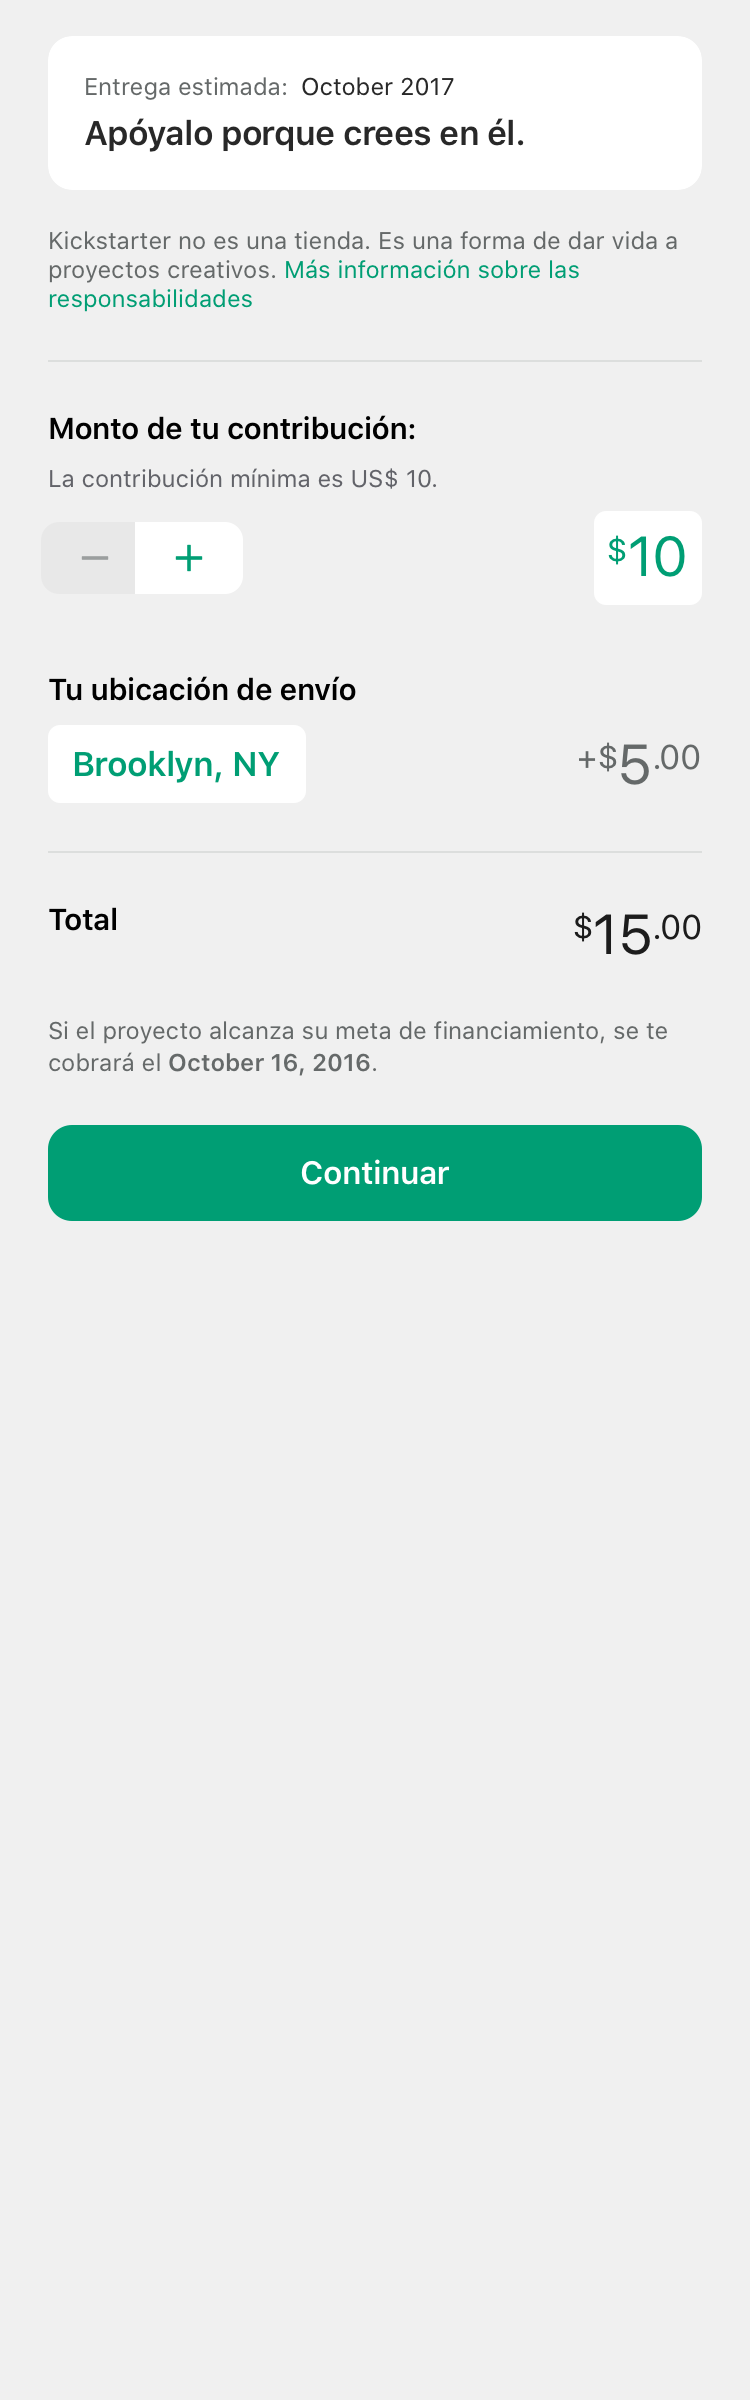 Entrega estimada: October 2017
Apóyalo porque crees en él.
Kickstarter no es una tienda. Es una forma de dar vida a
proyectos creativos. Más información sobre las
responsabilidades
Monto de tu contribución:
La contribución mínima es US$ 10.
− + $10
Tu ubicación de envío
Brooklyn, NY +$5.00
Total $15.00
Si el proyecto alcanza su meta de financiamiento, se te
cobrará el October 16, 2016.
Continuar